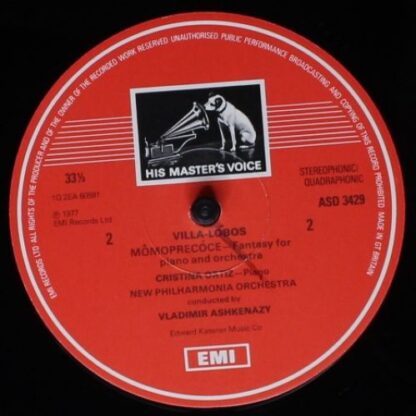 EMI RECORDS LTD ALL RIGHTS OF THE PRODUCER AND OF THE OWNER OF THE RECORDED WORK RESERVED UNAUTHORISED PUBLIC PERFORMANCE BROADCASTING AND COPYING OF THIS RECORD PROHIBITED MADE IN GT BRITAIN
HIS MASTER'S VOICE
33⅓
STEREOPHONIC:
QUADRAPHONIC
ASD 3429
℗ 1977
EMI Records Ltd
2
2
VILLA-LOBOS
MÔMOPRECÓCE—Fantasy for
piano and orchestra
CRISTINA ORTIZ—Piano
NEW PHILHARMONIA ORCHESTRA
conducted by
VLADIMIR ASHKENAZY
Edward Kassner Music Co
EMI